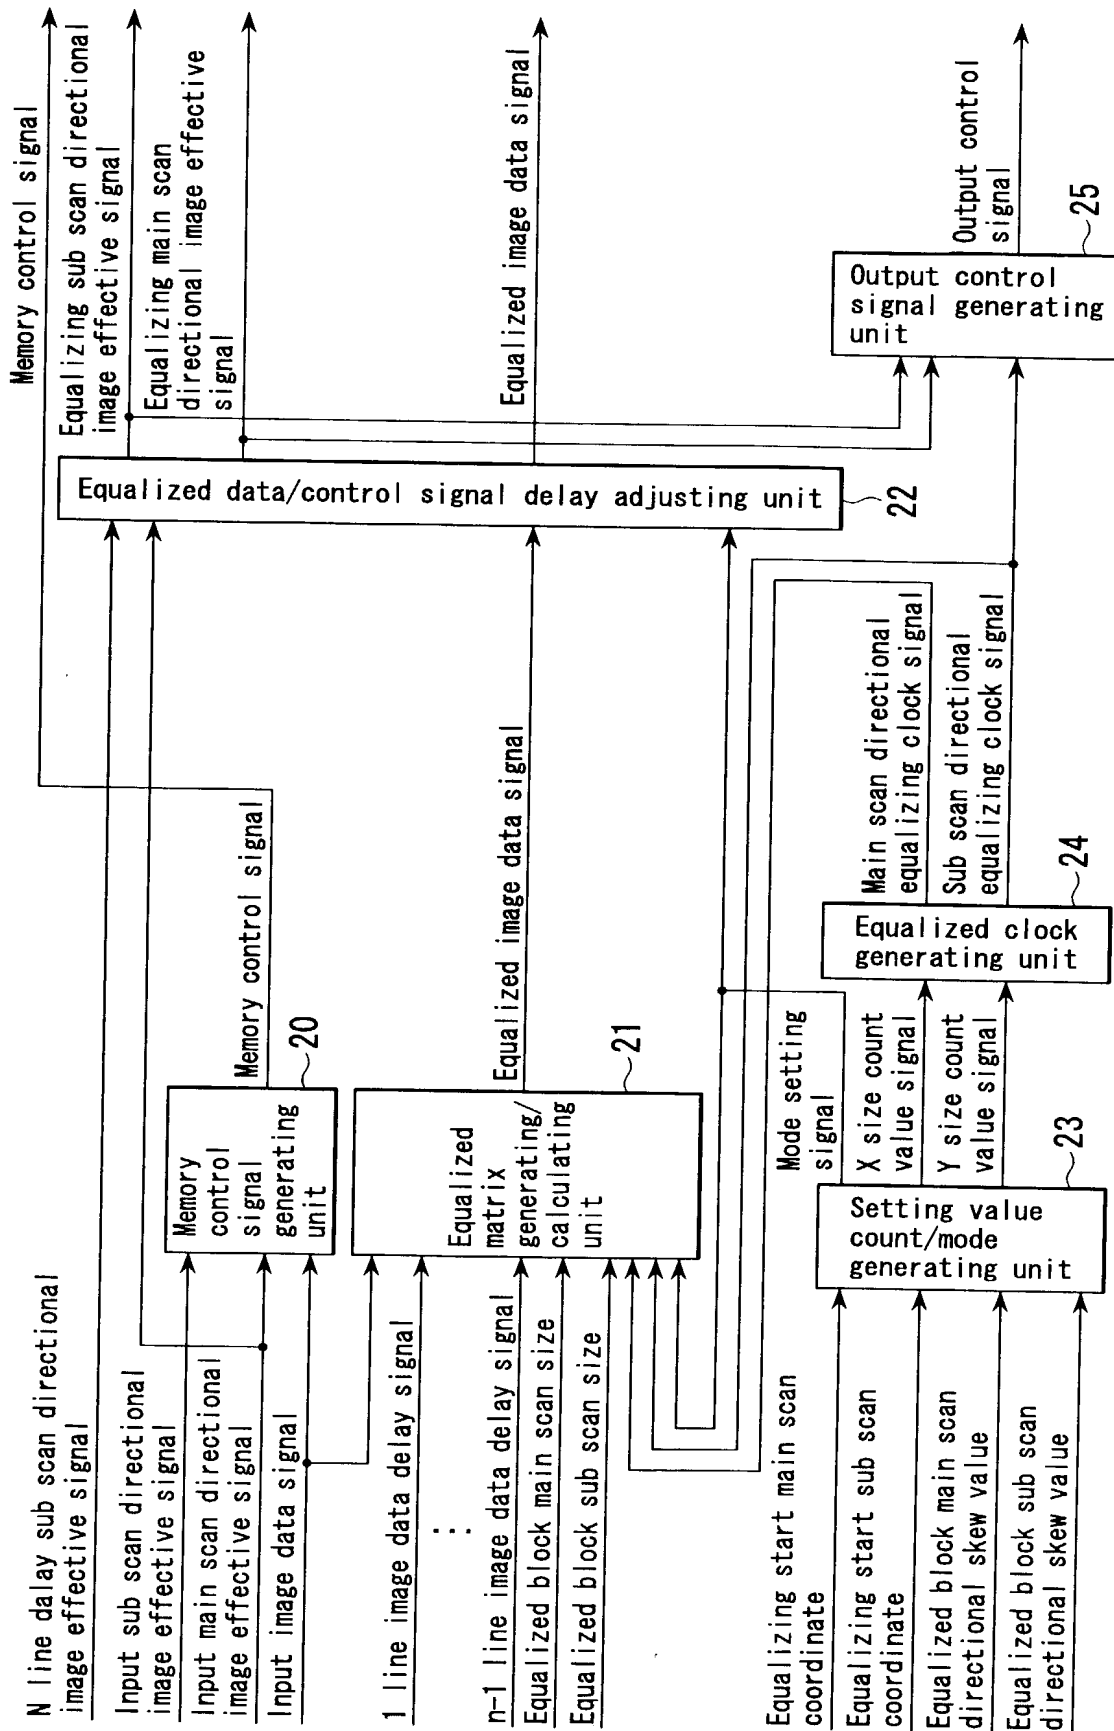 N line dalay sub scan directional
image effective signal
Input sub scan directional
image effective signal
Input main scan directional
image effective signal
Input image data signal
1 line image data delay signal
...
n-1 line image data delay signal
Equalized block main scan size
Equalized block sub scan size
Equalizing start main scan
coordinate
Equalizing start sub scan
coordinate
Equalized block main scan
directional skew value
Equalized block sub scan
directional skew value
Memory
control
signal
generating
unit
20
Equalized
matrix
generating/
calculating
unit
21
Setting value
count/mode
generating unit
23
Memory control signal
Equalized image data signal
Mode setting
signal
X size count
value signal
Y size count
value signal
Equalized clock
generating unit
24
Main scan directional
equalizing clock signal
Sub scan directional
equalizing clock signal
Equalized data/control signal delay adjusting unit
22
Output control
signal generating
unit
25
Memory control signal
Equalizing sub scan directional
image effective signal
Equalizing main scan
directional image effective
signal
Equalized image data signal
Output control
signal